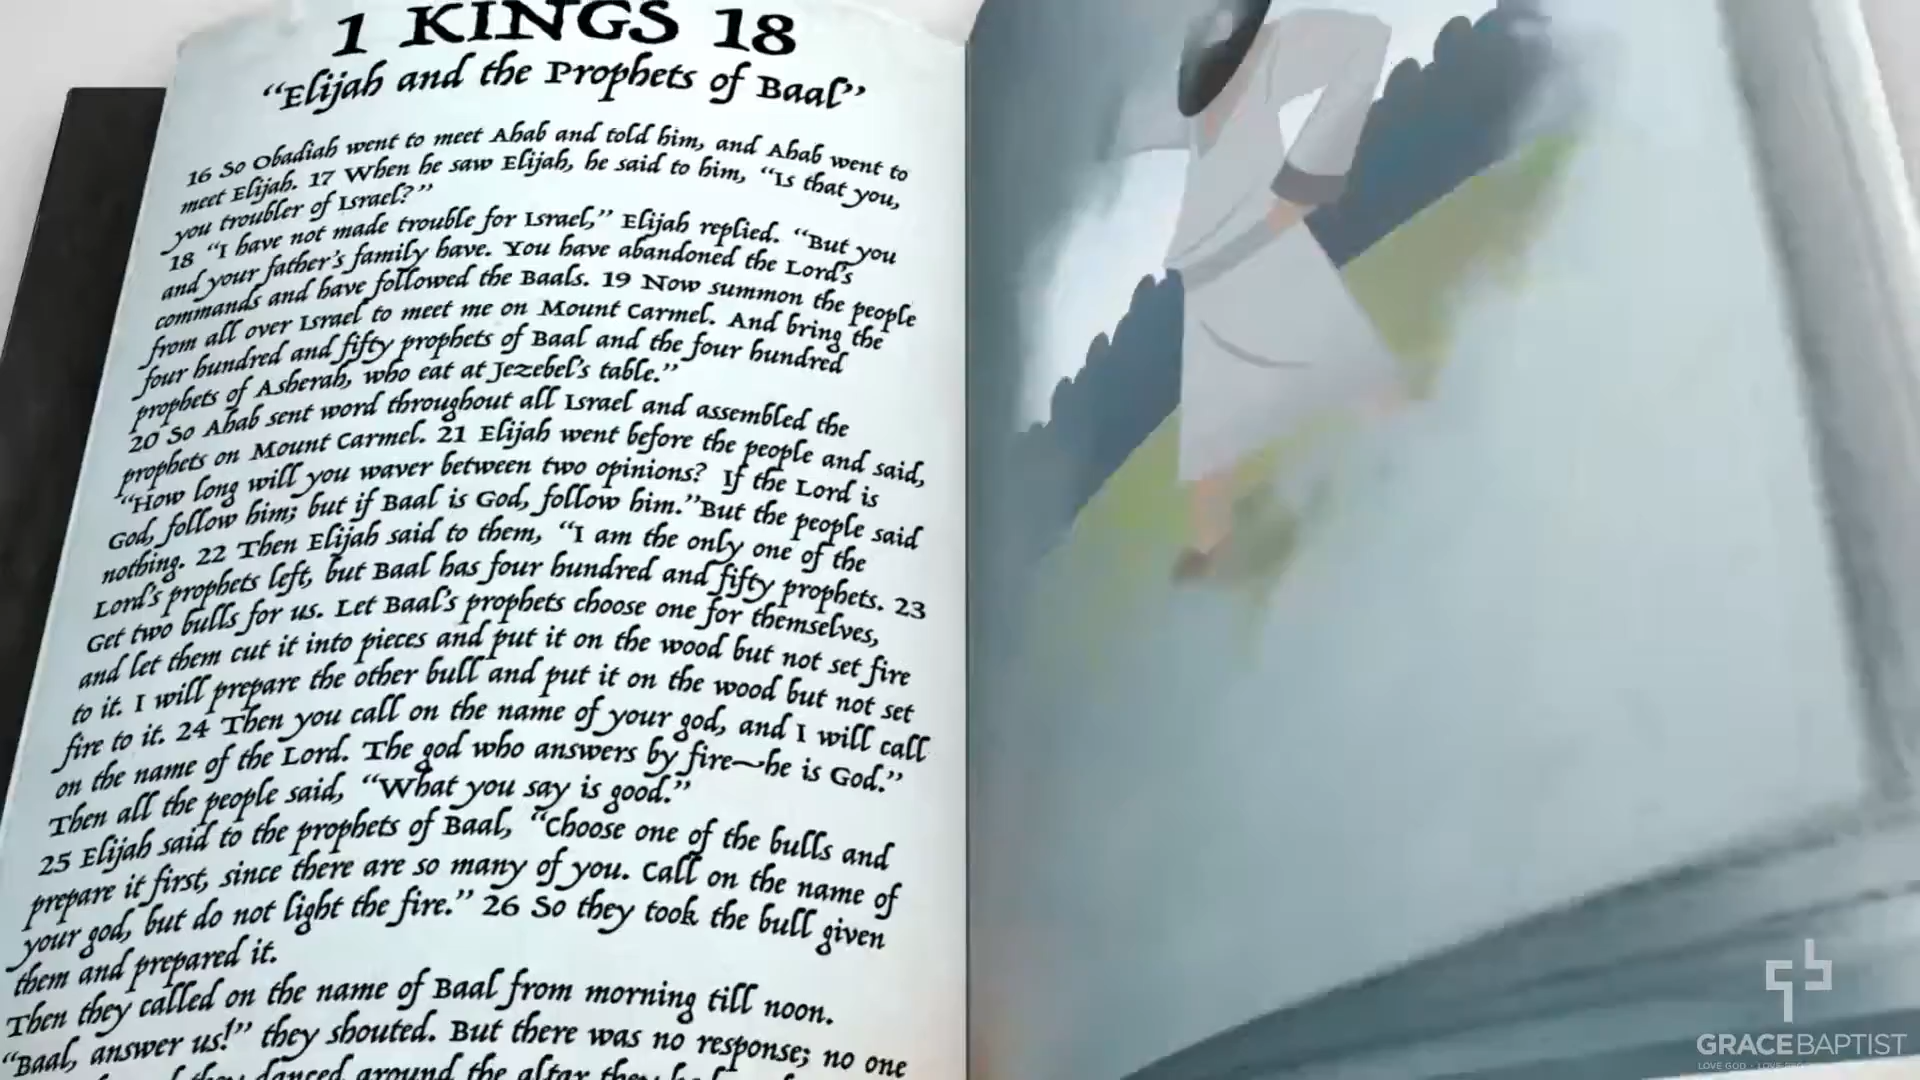 1 KINGS 18
“Elijah and the Prophets of Baal”
16 So Obadiah went to meet Ahab and told him, and Ahab went to
meet Elijah. 17 When he saw Elijah, he said to him, “Is that you,
you troubler of Israel?”
18 “I have not made trouble for Israel,” Elijah replied. “But you
and your father’s family have. You have abandoned the Lord’s
commands and have followed the Baals. 19 Now summon the people
from all over Israel to meet me on Mount Carmel. And bring the
four hundred and fifty prophets of Baal and the four hundred
prophets of Asherah, who eat at Jezebel’s table.”
20 So Ahab sent word throughout all Israel and assembled the
prophets on Mount Carmel. 21 Elijah went before the people and said,
“How long will you waver between two opinions? If the Lord is
God, follow him; but if Baal is God, follow him.”But the people said
nothing. 22 Then Elijah said to them, “I am the only one of the
Lord’s prophets left, but Baal has four hundred and fifty prophets. 23
Get two bulls for us. Let Baal’s prophets choose one for themselves,
and let them cut it into pieces and put it on the wood but not set fire
to it. I will prepare the other bull and put it on the wood but not set
fire to it. 24 Then you call on the name of your god, and I will call
on the name of the Lord. The god who answers by fire—he is God.”
Then all the people said, “What you say is good.”
25 Elijah said to the prophets of Baal, “Choose one of the bulls and
prepare it first, since there are so many of you. Call on the name of
your god, but do not light the fire.” 26 So they took the bull given
them and prepared it.
Then they called on the name of Baal from morning till noon.
“Baal, answer us!” they shouted. But there was no response; no one
they danced around the altar they
GRACEBAPTIST
LOVE GOD